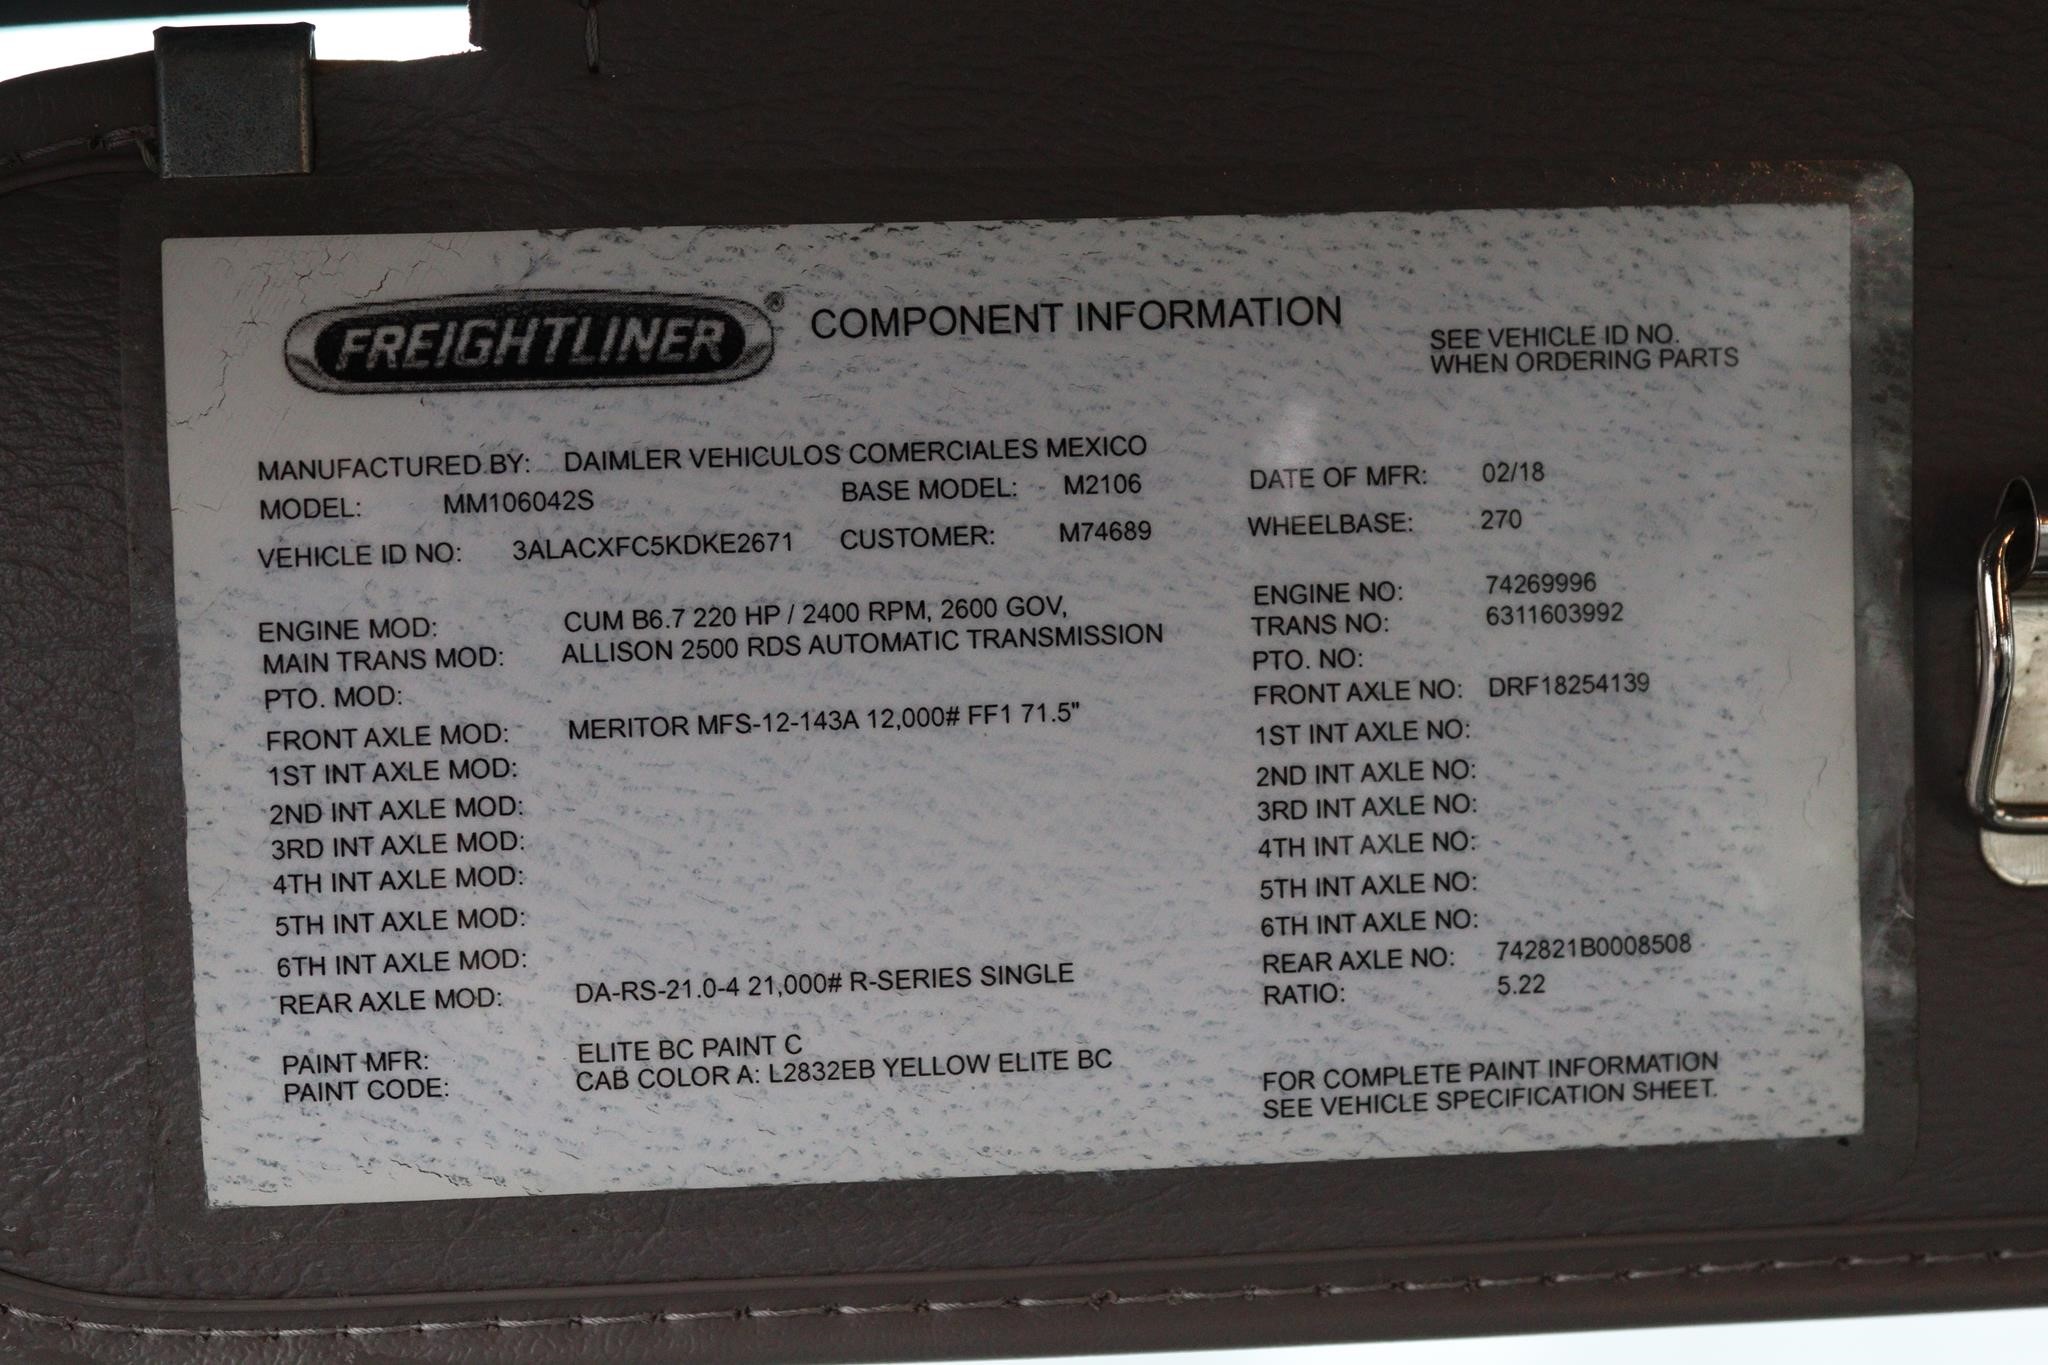 FREIGHTLINER® COMPONENT INFORMATION
SEE VEHICLE ID NO.
WHEN ORDERING PARTS
MANUFACTURED BY: DAIMLER VEHICULOS COMERCIALES MEXICO
MODEL: MM106042S BASE MODEL: M2106 DATE OF MFR: 02/18
VEHICLE ID NO: 3ALACXFC5KDKE2671 CUSTOMER: M74689 WHEELBASE: 270
ENGINE MOD: CUM B6.7 220 HP / 2400 RPM, 2600 GOV, ENGINE NO: 74269996
MAIN TRANS MOD: ALLISON 2500 RDS AUTOMATIC TRANSMISSION TRANS NO: 6311603992
PTO. MOD: PTO. NO:
FRONT AXLE MOD: MERITOR MFS-12-143A 12,000# FF1 71.5" FRONT AXLE NO: DRF18254139
1ST INT AXLE MOD: 1ST INT AXLE NO:
2ND INT AXLE MOD: 2ND INT AXLE NO:
3RD INT AXLE MOD: 3RD INT AXLE NO:
4TH INT AXLE MOD: 4TH INT AXLE NO:
5TH INT AXLE MOD: 5TH INT AXLE NO:
6TH INT AXLE MOD: 6TH INT AXLE NO:
REAR AXLE MOD: DA-RS-21.0-4 21,000# R-SERIES SINGLE REAR AXLE NO: 742821B0008508
RATIO: 5.22
PAINT MFR: ELITE BC PAINT C
PAINT CODE: CAB COLOR A: L2832EB YELLOW ELITE BC
FOR COMPLETE PAINT INFORMATION
SEE VEHICLE SPECIFICATION SHEET.